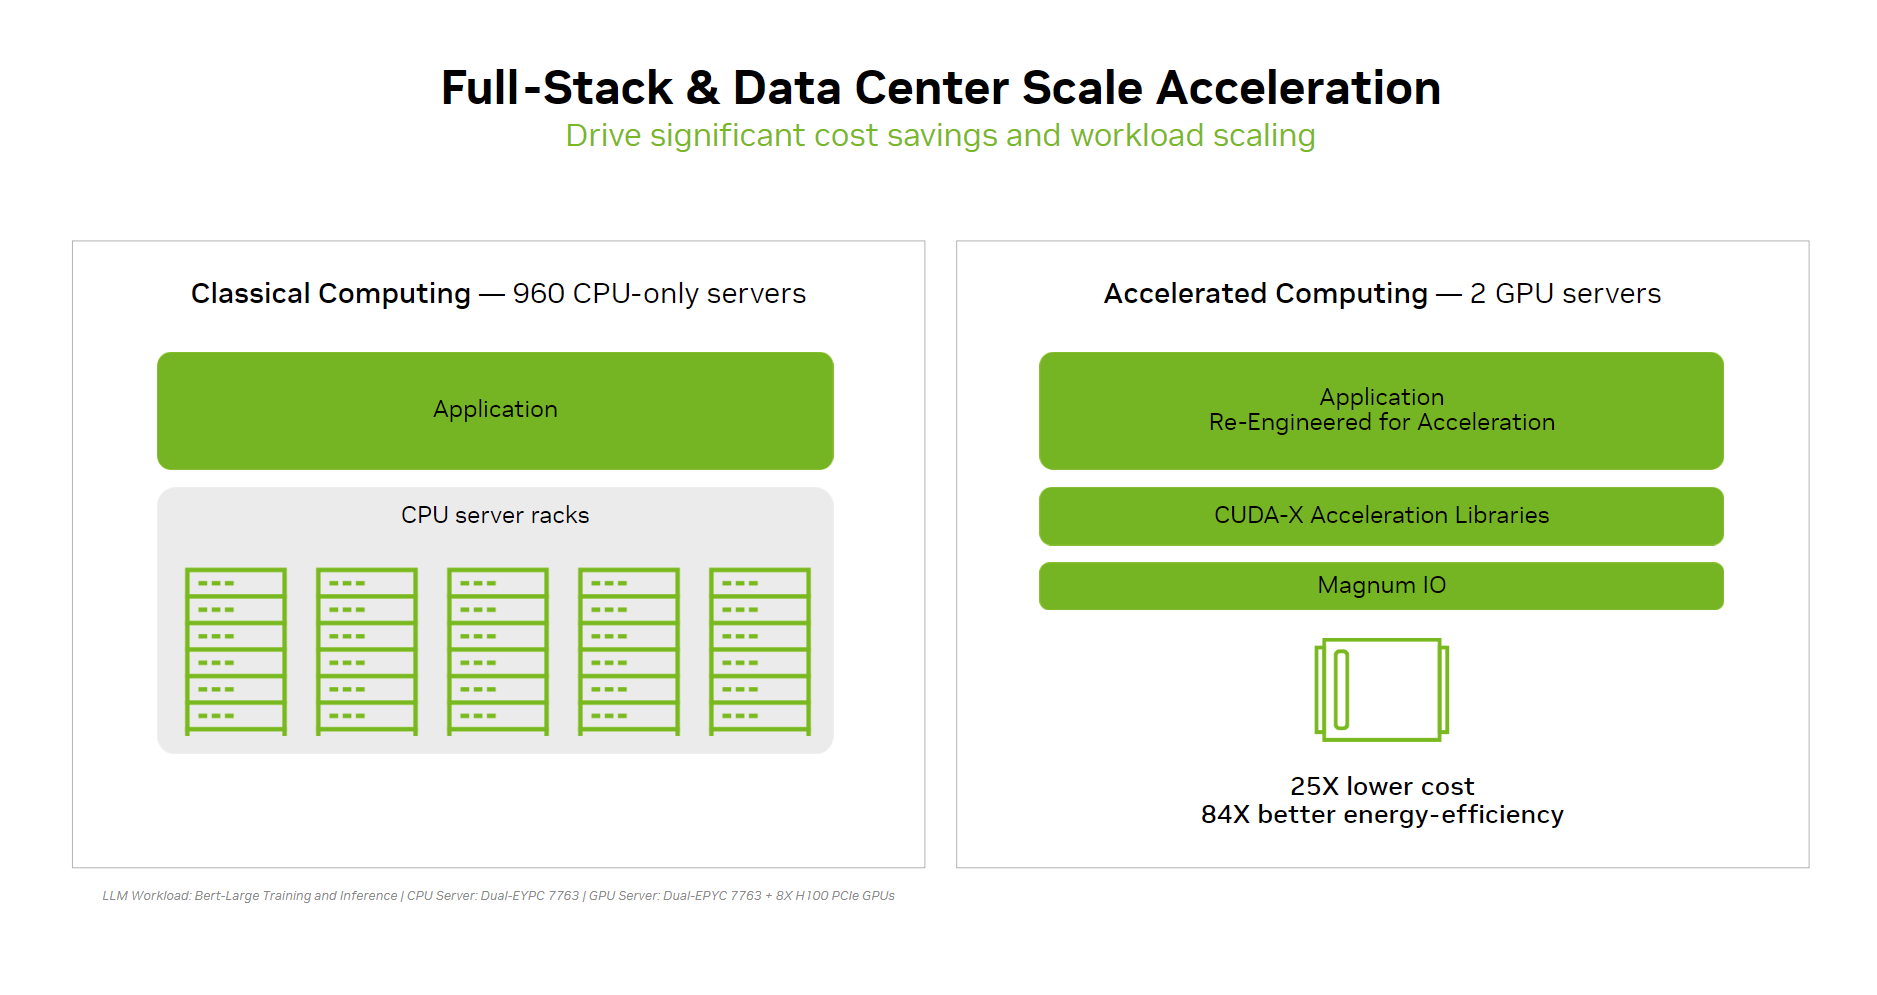 Full-Stack & Data Center Scale Acceleration
Drive significant cost savings and workload scaling
Classical Computing — 960 CPU-only servers
Application
CPU server racks
Accelerated Computing — 2 GPU servers
Application
Re-Engineered for Acceleration
CUDA-X Acceleration Libraries
Magnum IO
25X lower cost
84X better energy-efficiency
LLM Workload: Bert-Large Training and Inference | CPU Server: Dual-EYPC 7763 | GPU Server: Dual-EPYC 7763 + 8X H100 PCIe GPUs